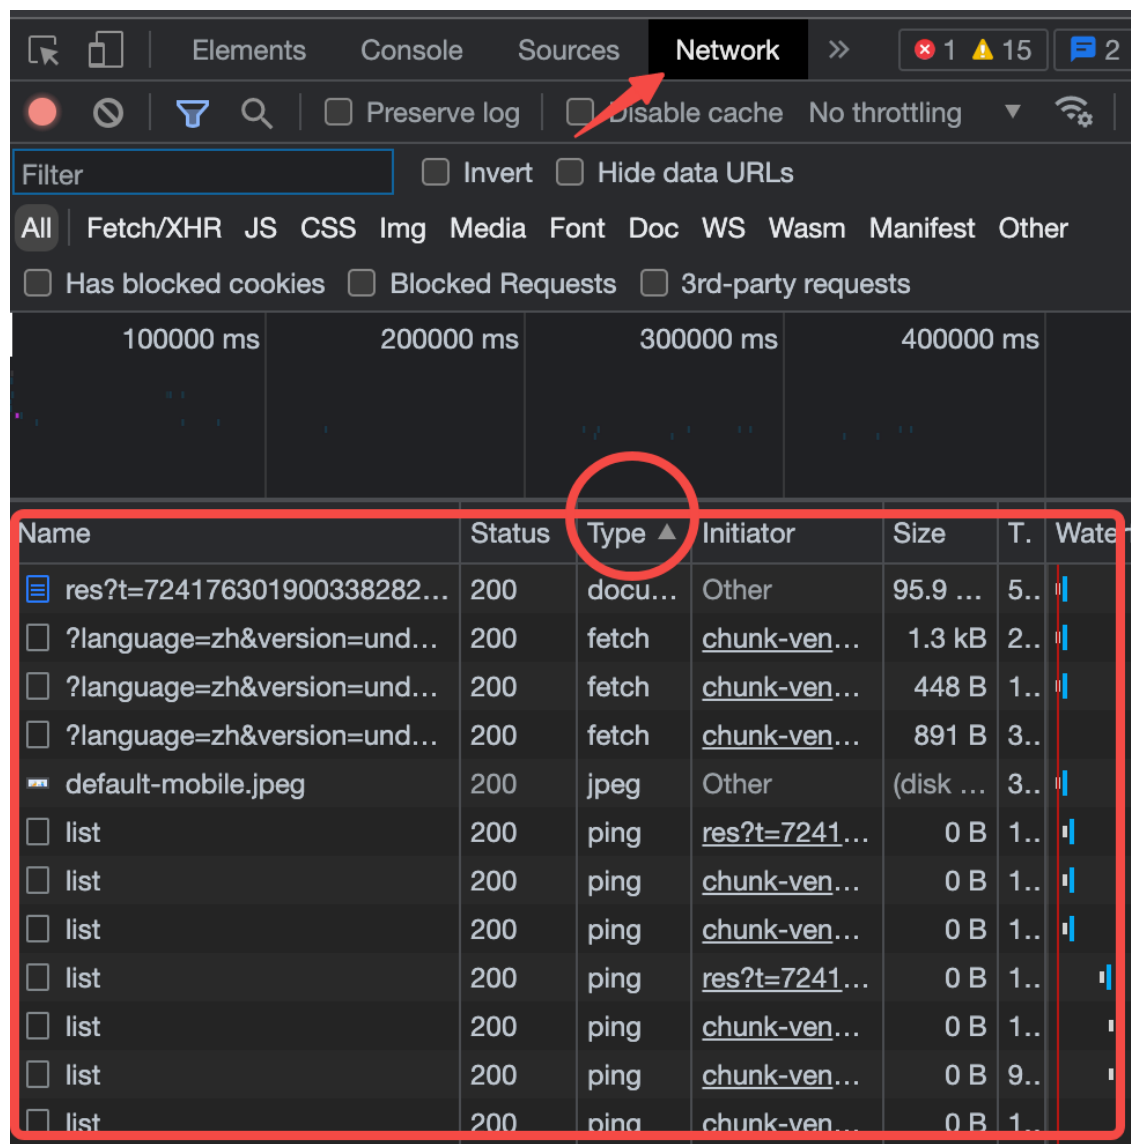 Elements Console Sources Network » 1 15 2
Preserve log Disable cache No throttling
Filter Invert Hide data URLs
All Fetch/XHR JS CSS Img Media Font Doc WS Wasm Manifest Other
Has blocked cookies Blocked Requests 3rd-party requests
100000 ms 200000 ms 300000 ms 400000 ms
Name Status Type ▲ Initiator Size T. Water
res?t=724176301900338282... 200 docu... Other 95.9 ... 5..
?language=zh&version=und... 200 fetch chunk-ven... 1.3 kB 2..
?language=zh&version=und... 200 fetch chunk-ven... 448 B 1..
?language=zh&version=und... 200 fetch chunk-ven... 891 B 3..
default-mobile.jpeg 200 jpeg Other (disk ... 3..
list 200 ping res?t=7241... 0 B 1..
list 200 ping chunk-ven... 0 B 1..
list 200 ping chunk-ven... 0 B 1..
list 200 ping res?t=7241... 0 B 1..
list 200 ping chunk-ven... 0 B 1..
list 200 ping chunk-ven... 0 B 9..
list 200 ping chunk-ven... 0 B 1..